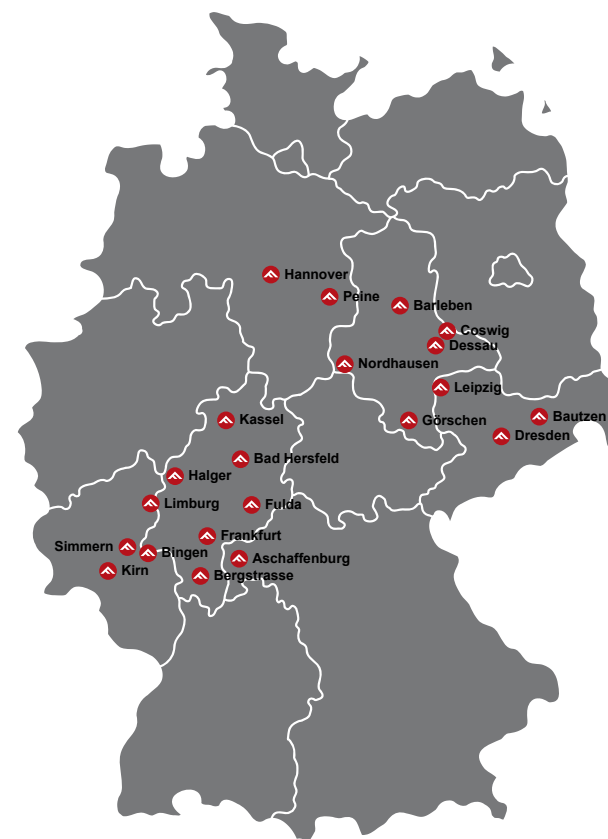 Hannover
Peine
Barleben
Coswig
Dessau
Nordhausen
Leipzig
Bautzen
Kassel
Görschen
Dresden
Bad Hersfeld
Halger
Limburg
Fulda
Frankfurt
Simmern
Bingen
Aschaffenburg
Kirn
Bergstrasse